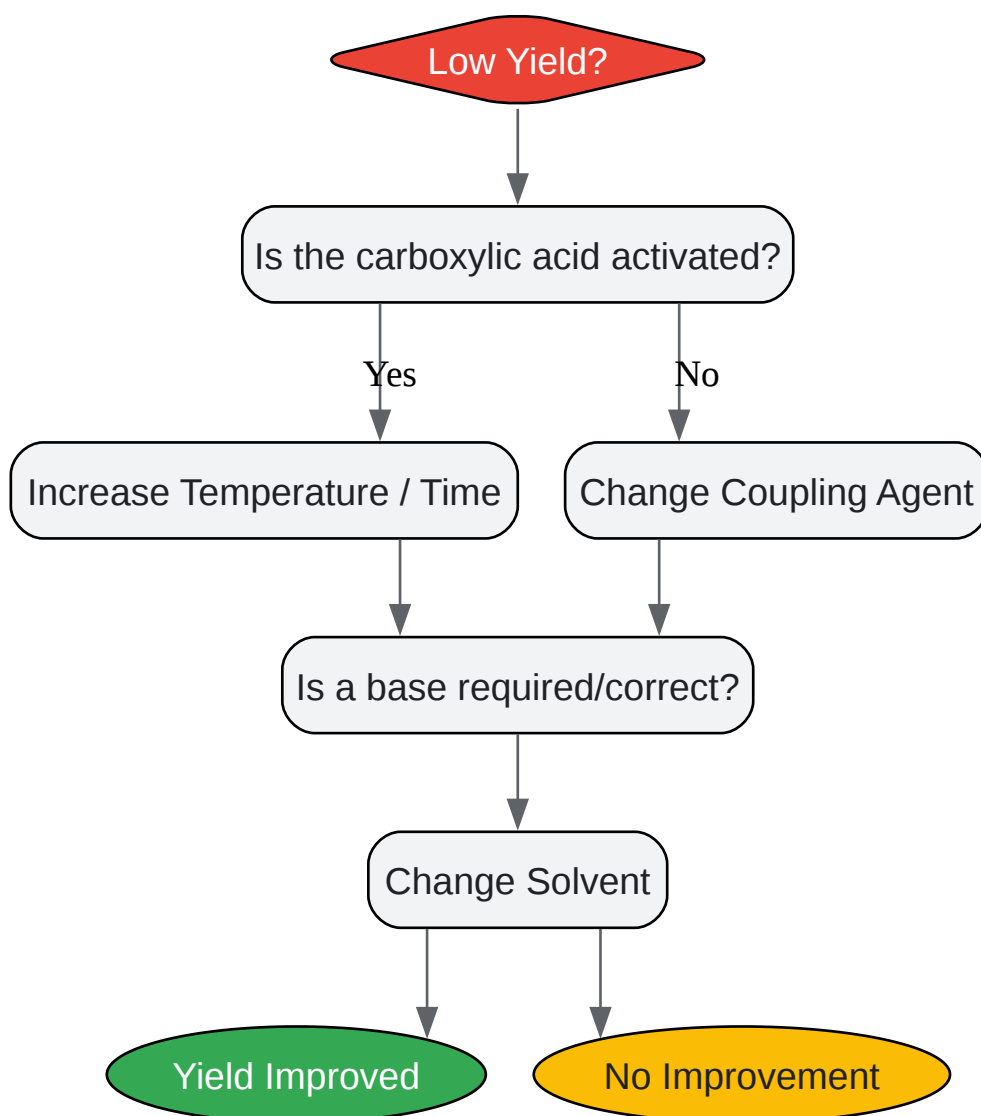 Low Yield?
Is the carboxylic acid activated?
Yes
No
Increase Temperature / Time
Change Coupling Agent
Is a base required/correct?
Change Solvent
Yield Improved
No Improvement